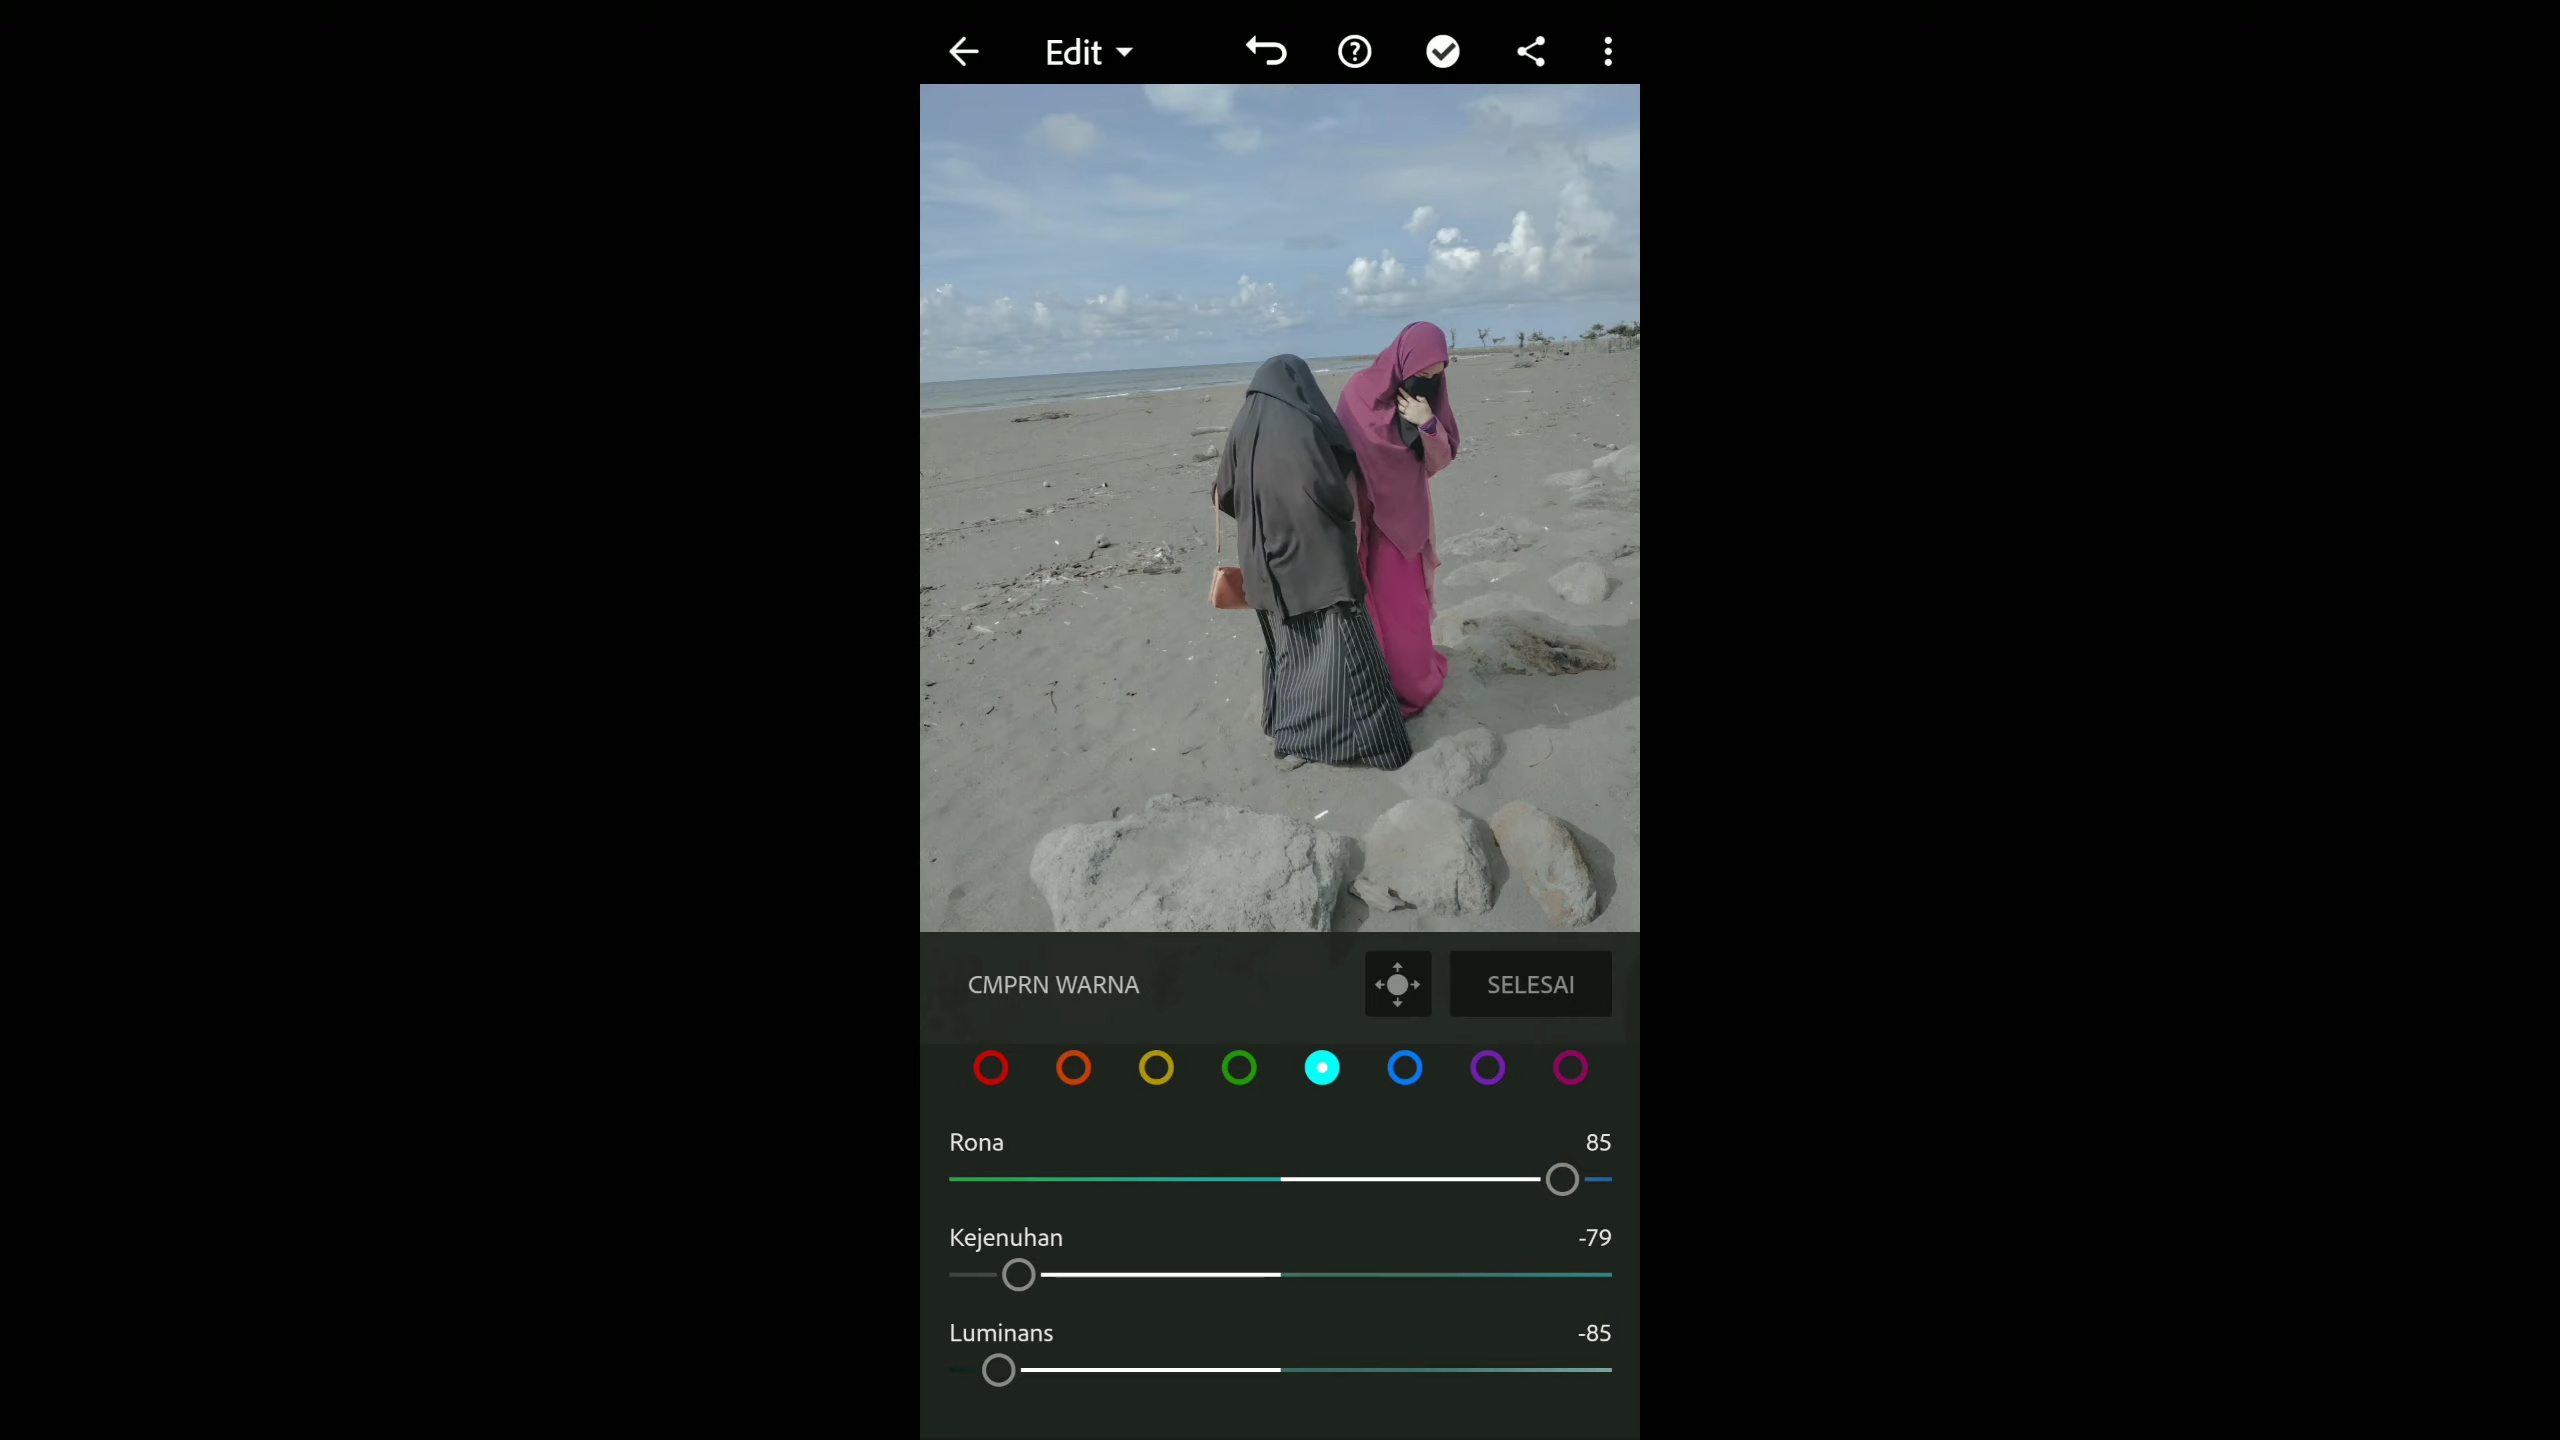 Edit
CMPRN WARNA
SELESAI
Rona
85
Kejenuhan
-79
Luminans
-85